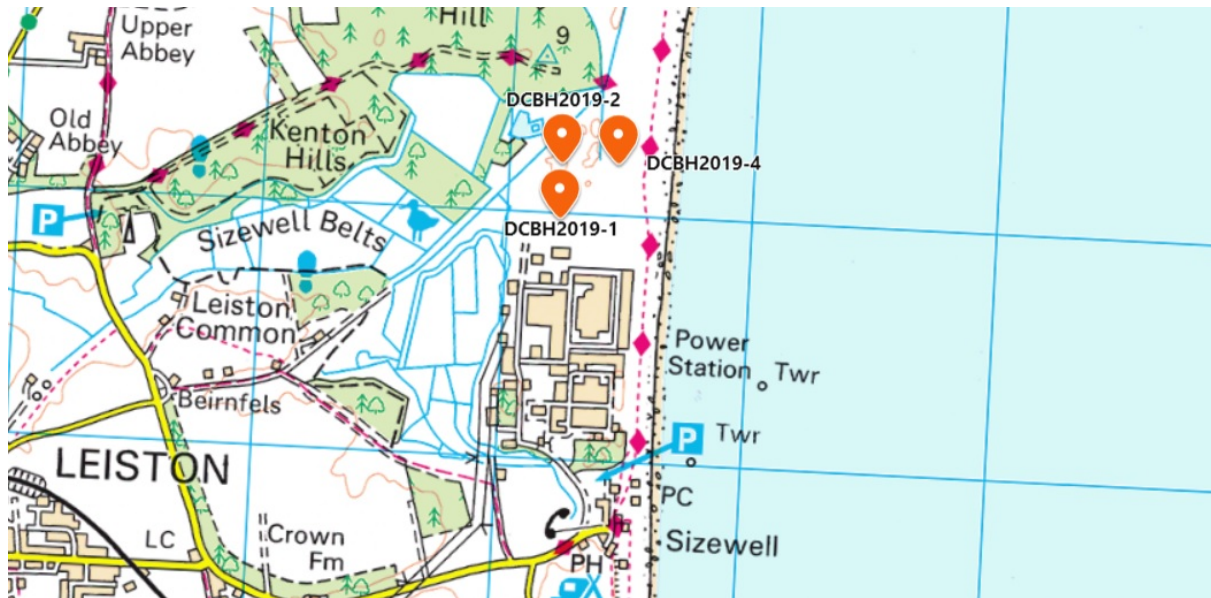 Upper
Abbey
Hill
9
DCBH2019-2
Old
Abbey
Kenton
Hills
DCBH2019-4
P
Sizewell Belts
DCBH2019-1
Leiston
Common
Power
Station
Twr
Beirnfels
P
Twr
LEISTON
PC
LC
Crown
Fm
Sizewell
PH